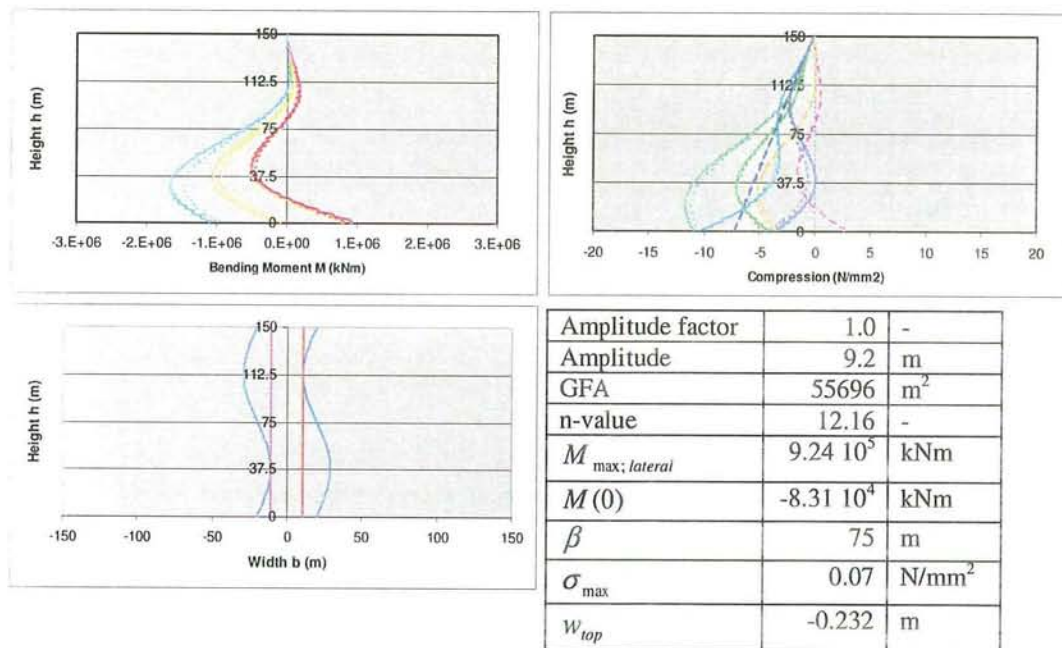 150
112.5
75
37.5
0
Height h (m)
-3.E+06 -2.E+06 -1.E+06 0.E+00 1.E+06 2.E+06 3.E+06
Bending Moment M (kNm)
150
112.5
75
37.5
0
Height h (m)
-20 -15 -10 -5 0 5 10 15 20
Compression (N/mm2)
150
112.5
75
37.5
0
Height h (m)
-150 -100 -50 0 50 100 150
Width b (m)
Amplitude factor 1.0 -
Amplitude 9.2 m
GFA 55696 m²
n-value 12.16 -
M max; lateral 9.24 10⁵ kNm
M (0) -8.31 10⁴ kNm
β 75 m
σ max 0.07 N/mm²
w top -0.232 m